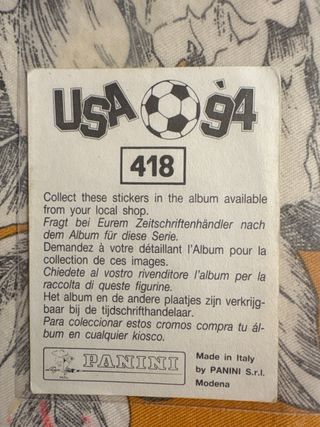 USA '94
418
Collect these stickers in the album available
from your local shop.
Fragt bei Eurem Zeitschriftenhändler nach
dem Album für diese Serie.
Demandez à votre détaillant l'Album pour la
collection de ces images.
Chiedete al vostro rivenditore l'album per la
raccolta di queste figurine.
Het album en de andere plaatjes zijn verkrijg-
baar bij de tijdschrifthandelaar.
Para coleccionar estos cromos compra tu ál-
bum en cualquier kiosco.
PANINI
Made in Italy
by PANINI S.r.l.
Modena